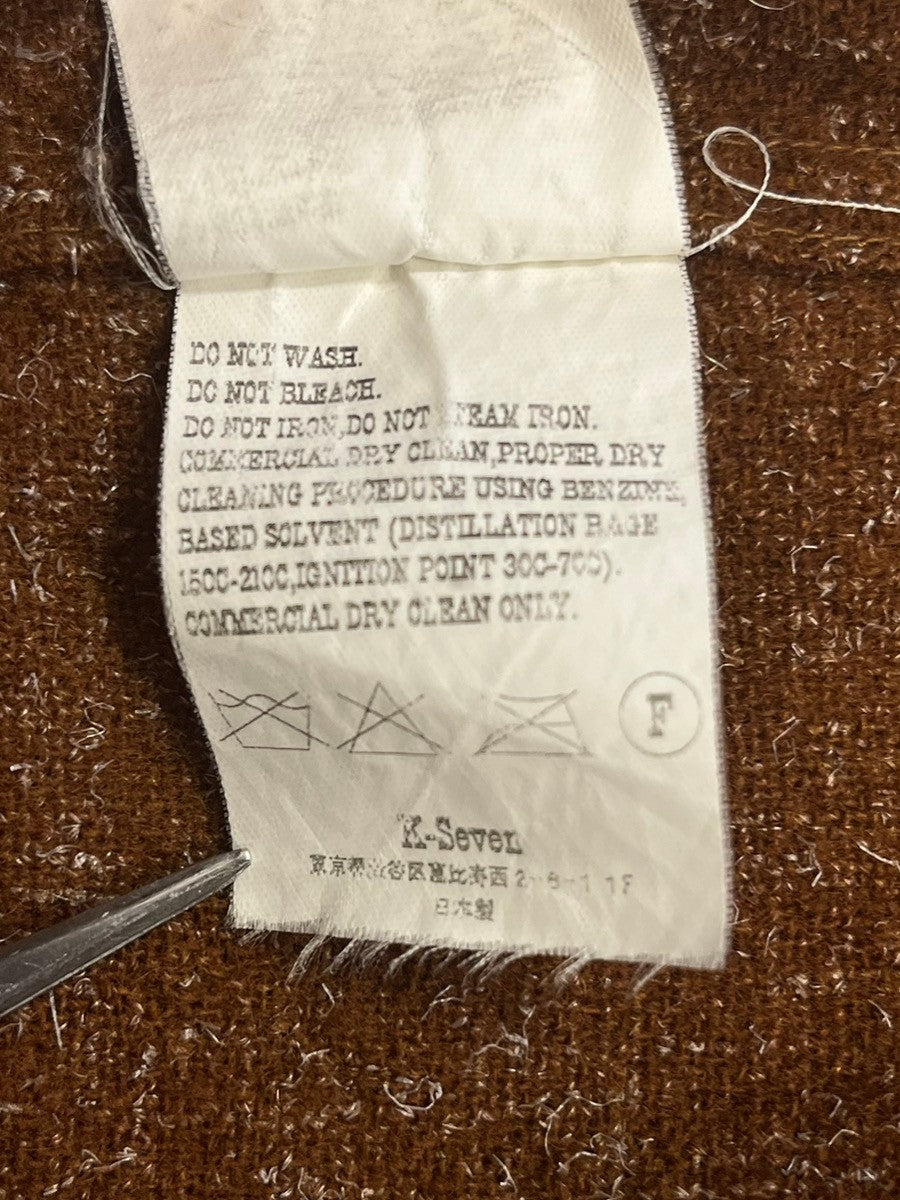 DO NOT WASH.
DO NOT BLEACH.
DO NOT IRON,DO NOT STEAM IRON.
COMMERCIAL DRY CLEAN,PROPER DRY
CLEANING PROCEDURE USING BENZINE,
BASED SOLVENT (DISTILLATION RAGE
150C-210C,IGNITION POINT 30C-70C).
COMMERCIAL DRY CLEAN ONLY.
F
K-Seven
東京都渋谷区恵比寿西2-8-1 1F
日本製